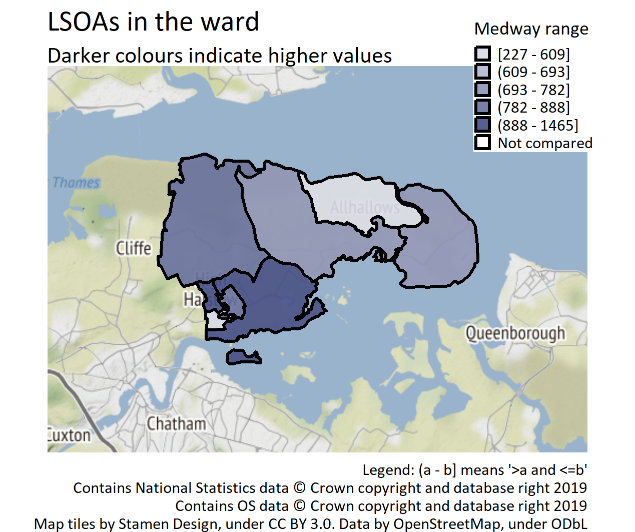 LSOAs in the ward
Darker colours indicate higher values
Medway range
[227 - 609]
(609 - 693]
(693 - 782]
(782 - 888]
(888 - 1465]
Not compared
Thames
Allhallows
Cliffe
Queenborough
Chatham
Legend: (a - b] means '>a and <=b'
Contains National Statistics data © Crown copyright and database right 2019
Contains OS data © Crown copyright and database right 2019
Map tiles by Stamen Design, under CC BY 3.0. Data by OpenStreetMap, under ODbL